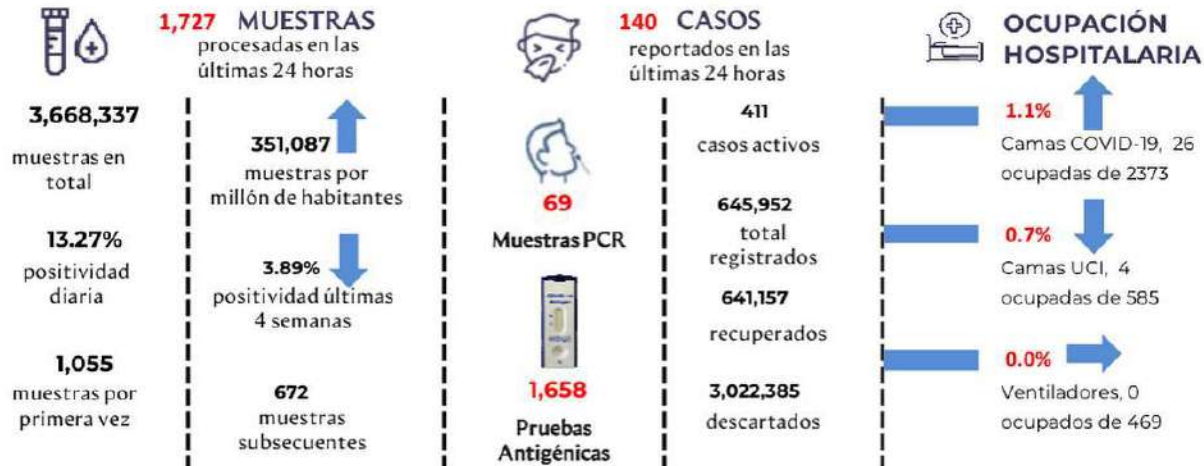 1,727 MUESTRAS
procesadas en las
últimas 24 horas
3,668,337
muestras en
total
13.27%
positividad
diaria
1,055
muestras por
primera vez
351,087
muestras por
millón de habitantes
3.89%
positividad últimas
4 semanas
672
muestras
subsecuentes
140 CASOS
reportados en las
últimas 24 horas
69
Muestras PCR
1,658
Pruebas
Antigénicas
411
casos activos
645,952
total
registrados
641,157
recuperados
3,022,385
descartados
OCUPACIÓN
HOSPITALARIA
1.1%
Camas COVID-19, 26
ocupadas de 2373
0.7%
Camas UCI, 4
ocupadas de 585
0.0%
Ventiladores, 0
ocupados de 469